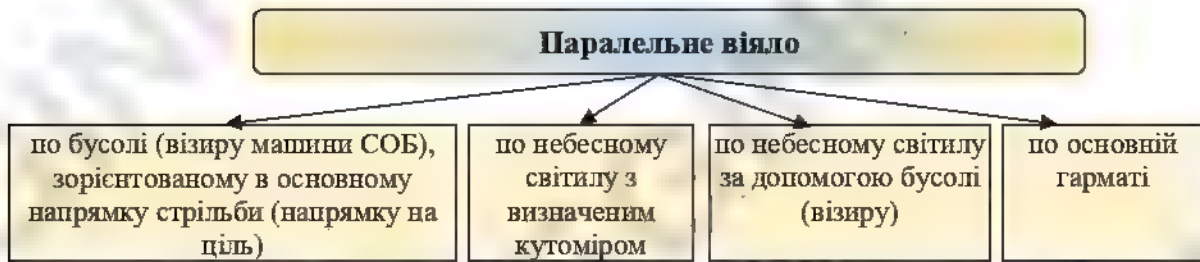 Паралельне віяло
по бусолі (візиру машини СОБ),
зорієнтованому в основному
напрямку стрільби (напрямку на
ціль)
по небесному
світилу з
визначеним
кутоміром
по небесному світилу
за допомогою бусолі
(візиру)
по основній
гарматі